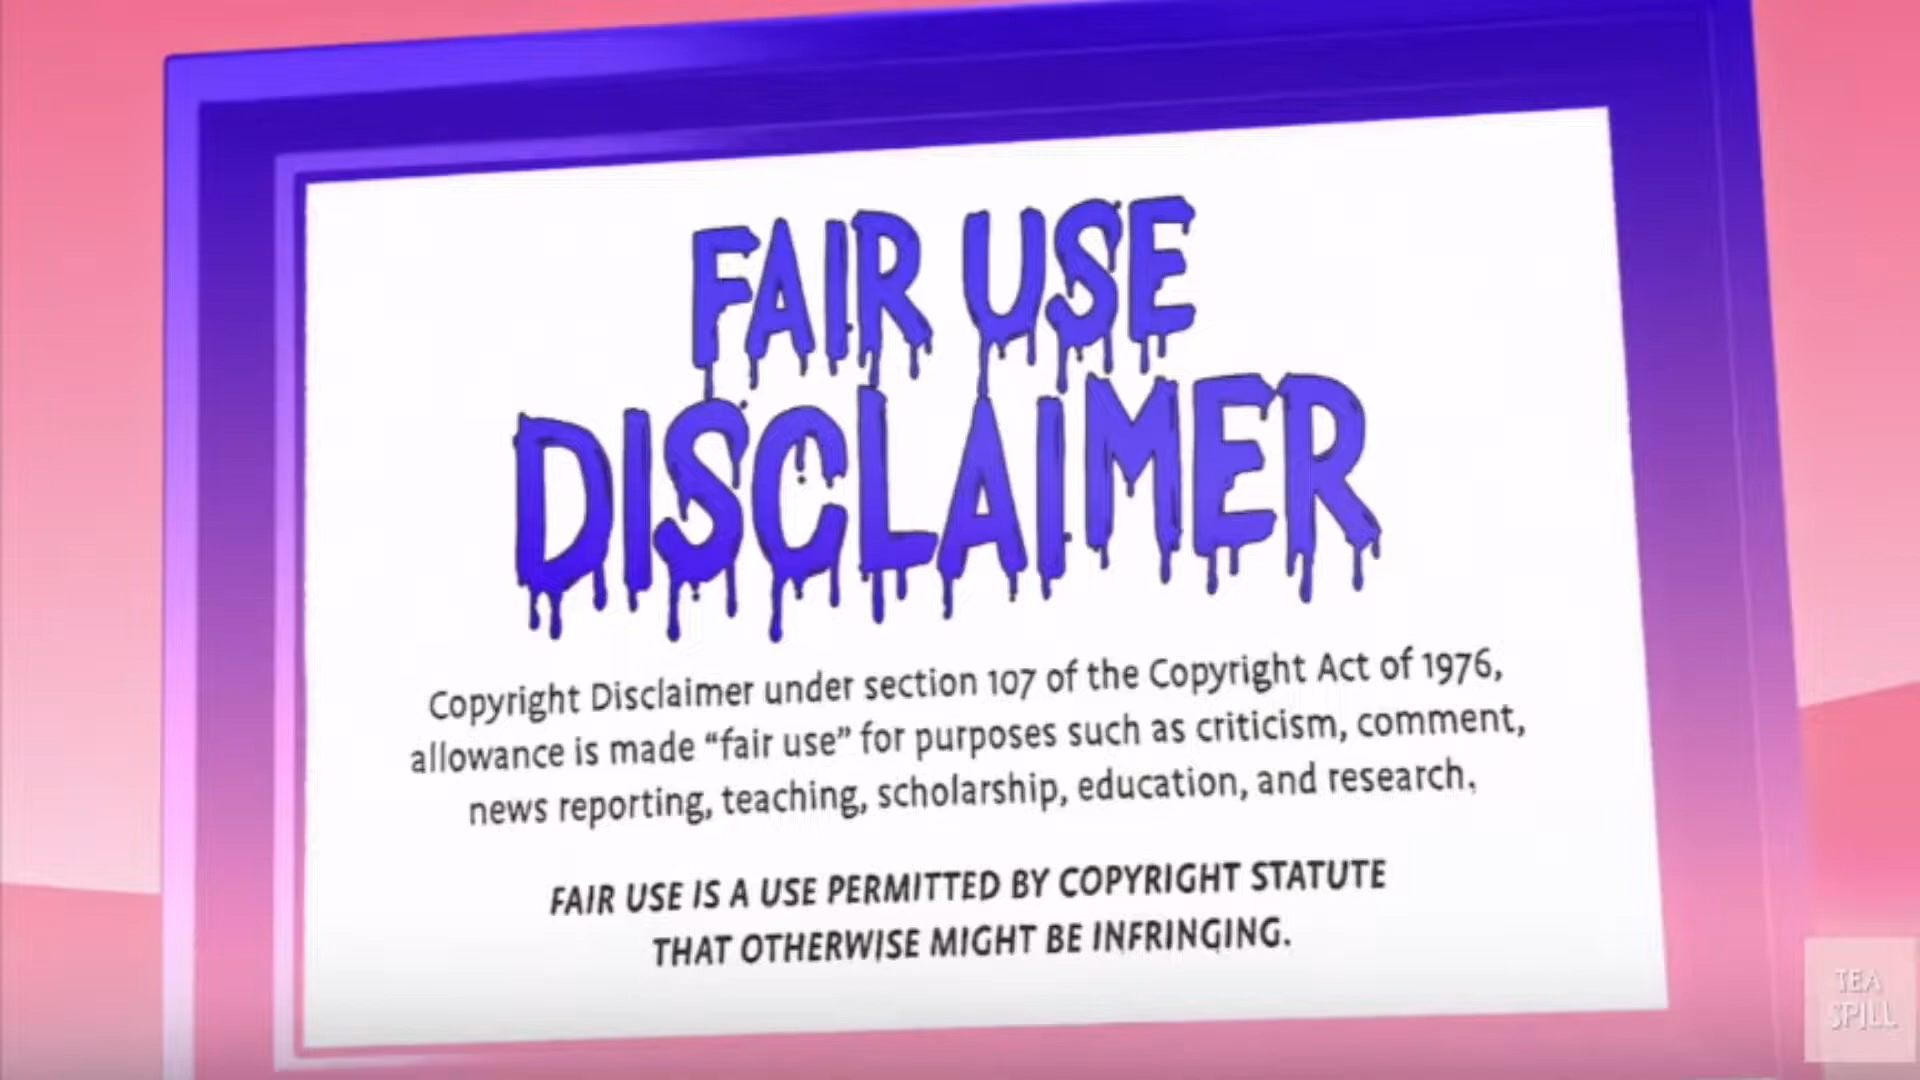 FAIR USE
DISCLAIMER
Copyright Disclaimer under section 107 of the Copyright Act of 1976,
allowance is made “fair use” for purposes such as criticism, comment,
news reporting, teaching, scholarship, education, and research.
FAIR USE IS A USE PERMITTED BY COPYRIGHT STATUTE
THAT OTHERWISE MIGHT BE INFRINGING.
TEA
SPILL